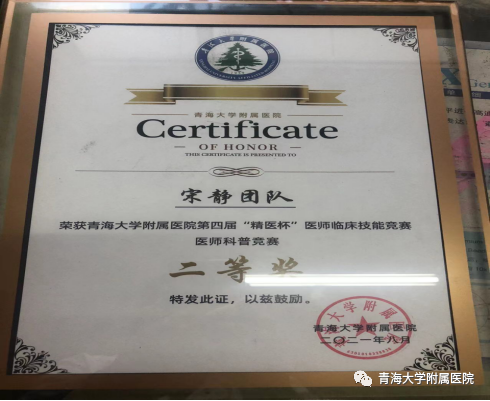 青海大学附属医院
Certificate
OF HONOR
THIS CERTIFICATE IS PRESENTED TO
宋静团队
荣获青海大学附属医院第四届“精医杯”医师临床技能竞赛
医师科普竞赛
二等奖
特发此证，以兹鼓励。
青海大学附属医院
二〇二一年八月
青海大学附属医院